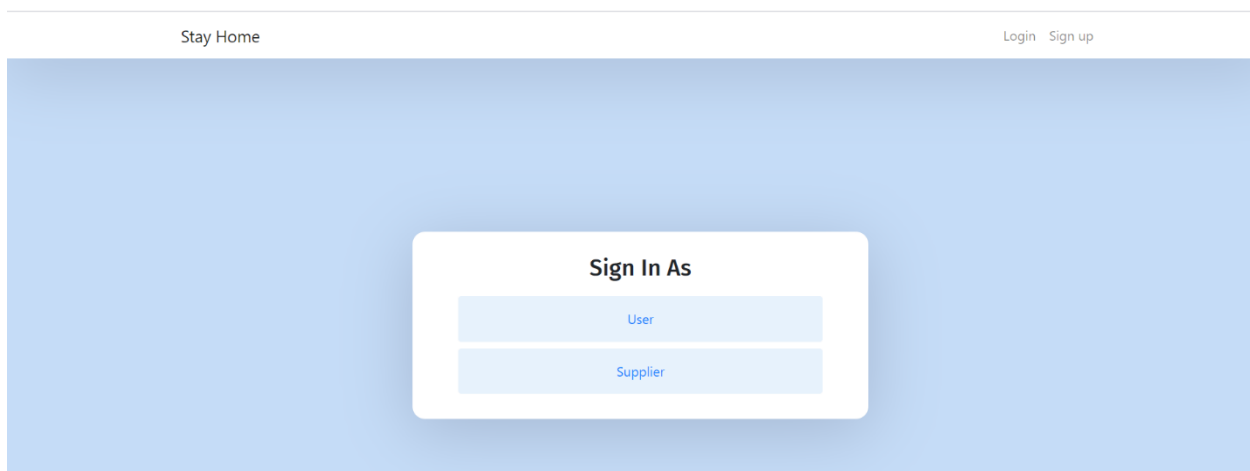 Stay Home
Login Sign up
Sign In As
User
Supplier